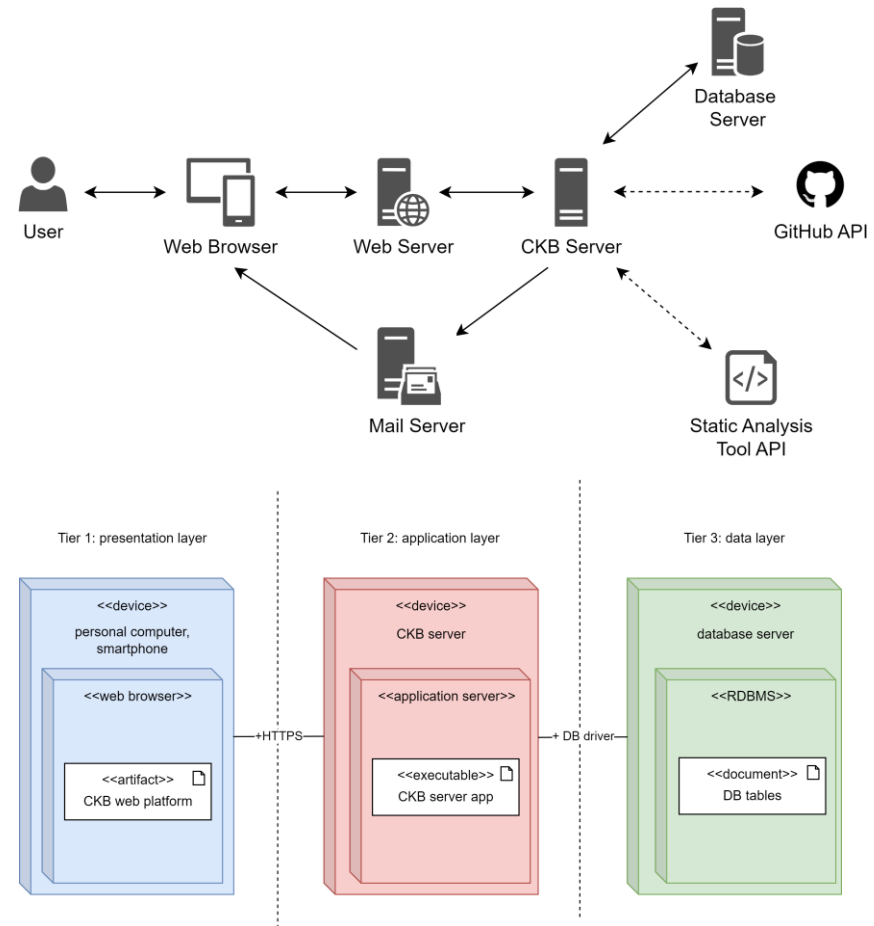 Database
Server
User
Web Browser
Web Server
CKB Server
GitHub API
Mail Server
</>
Static Analysis
Tool API
Tier 1: presentation layer
Tier 2: application layer
Tier 3: data layer
<<device>>
personal computer,
smartphone
<<web browser>>
<<artifact>>
CKB web platform
+HTTPS
<<device>>
CKB server
<<application server>>
<<executable>>
CKB server app
+ DB driver
<<device>>
database server
<<RDBMS>>
<<document>>
DB tables